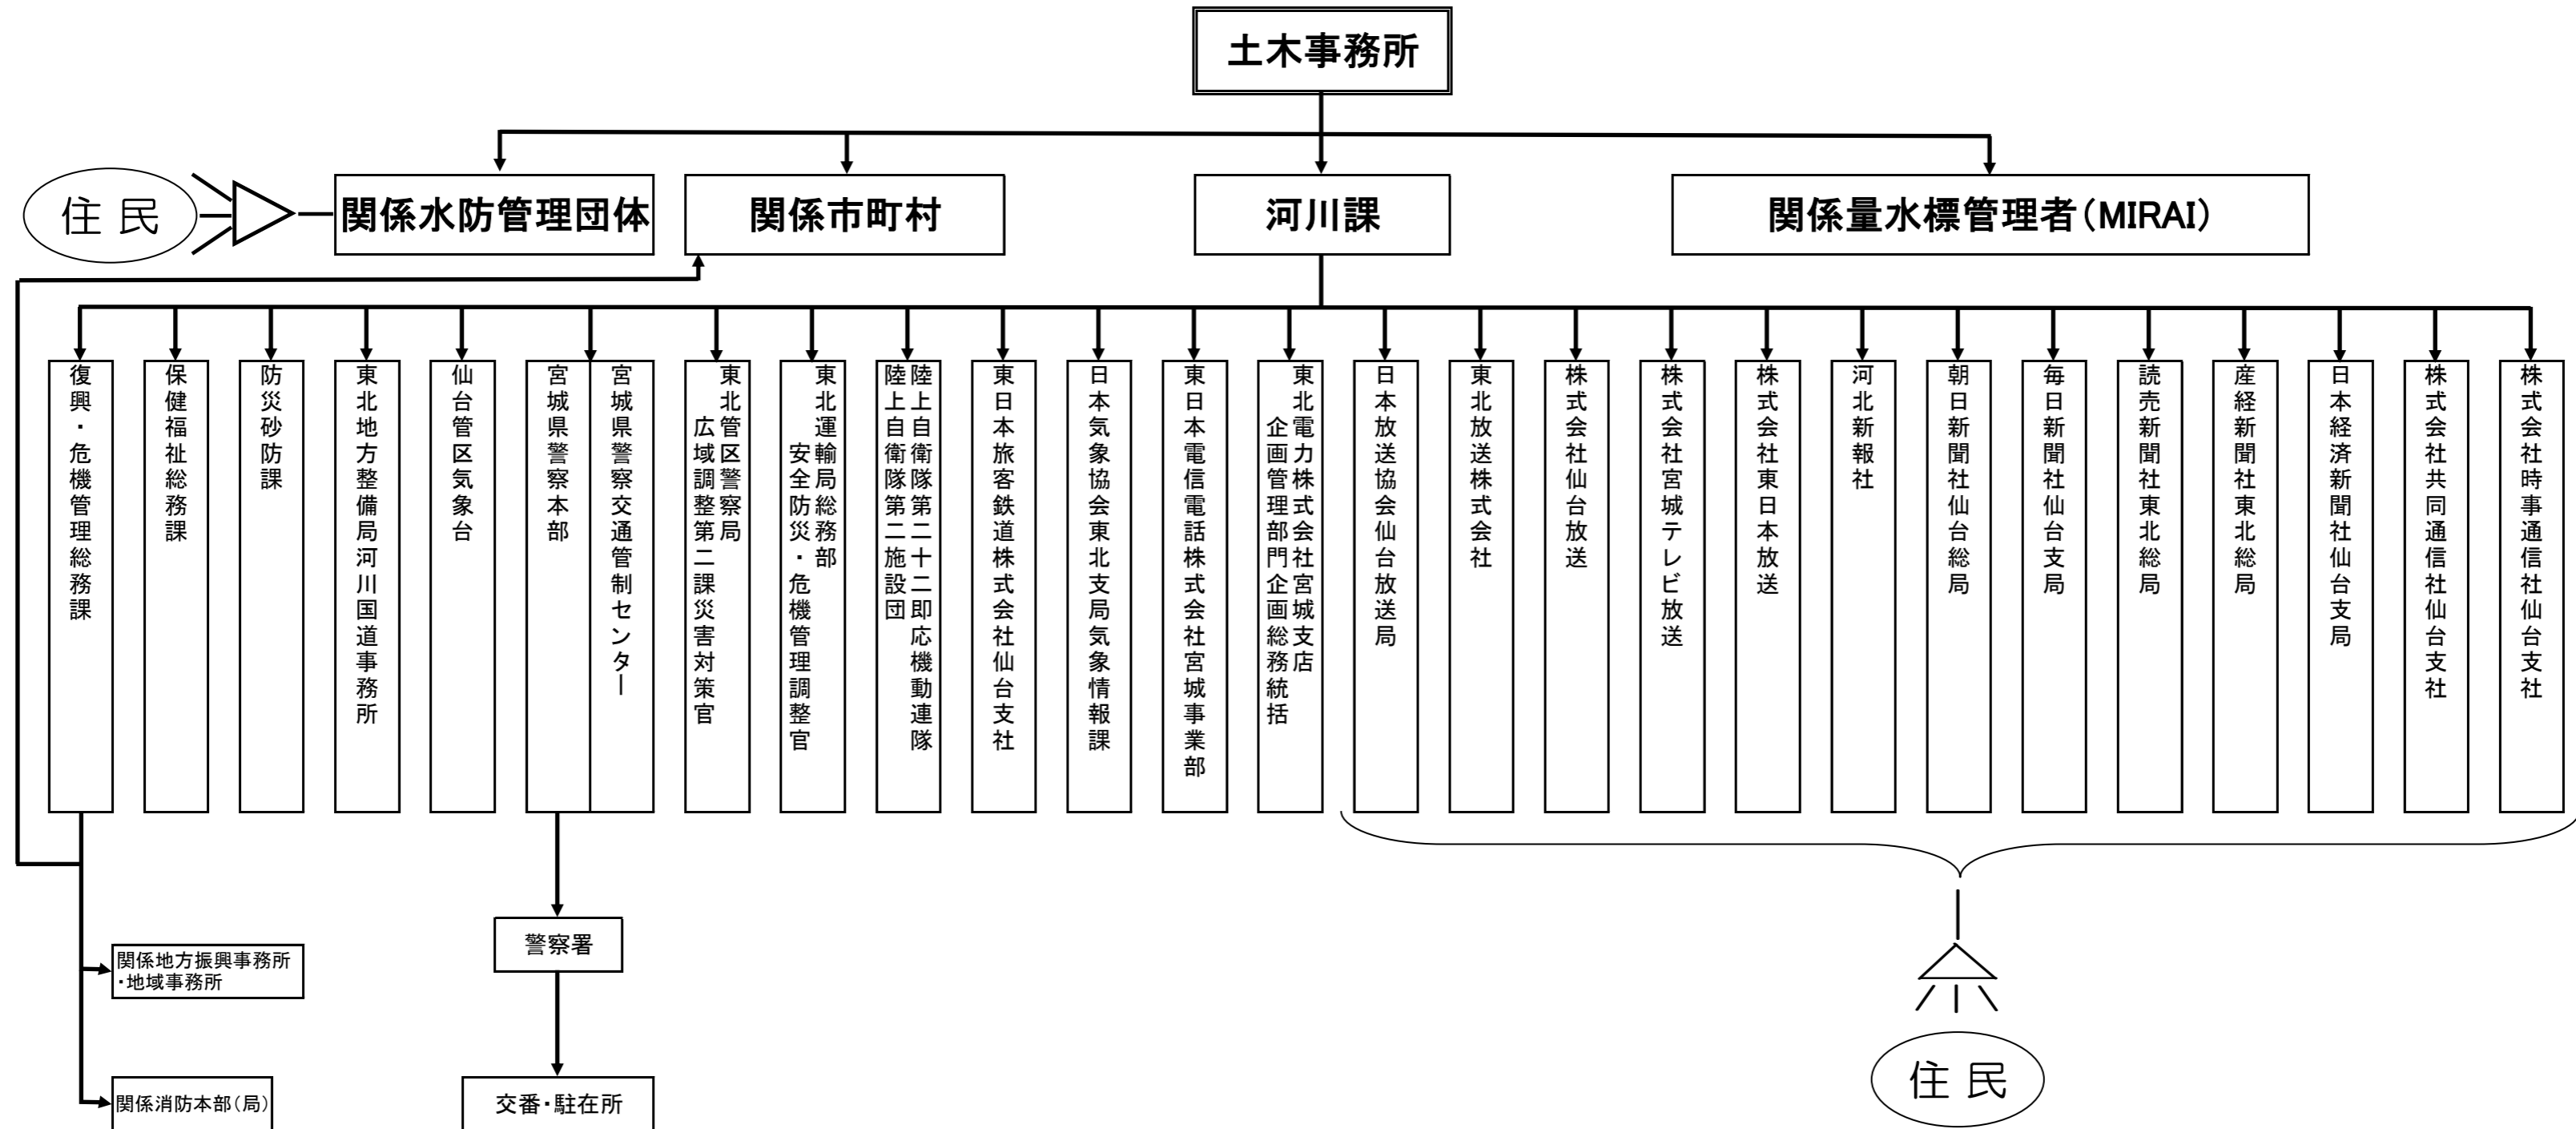 土木事務所
住民
関係水防管理団体
関係市町村
河川課
関係量水標管理者(MIRAI)
復興・危機管理総務課
保健福祉総務課
防災砂防課
東北地方整備局河川国道事務所
仙台管区気象台
宮城県警察本部
宮城県警察交通管制センター
東北管区警察局
広域調整第二課災害対策官
東北運輸局総務部
安全防災・危機管理調整官
陸上自衛隊第二十二即応機動連隊
陸上自衛隊第二施設団
東日本旅客鉄道株式会社仙台支社
日本気象協会東北支局気象情報課
東日本電信電話株式会社宮城事業部
東北電力株式会社宮城支店
企画管理部門企画総務統括
日本放送協会仙台放送局
東北放送株式会社
株式会社仙台放送
株式会社宮城テレビ放送
株式会社東日本放送
河北新報社
朝日新聞社仙台総局
毎日新聞社仙台支局
読売新聞社東北総局
産経新聞社東北総局
日本経済新聞社仙台支局
株式会社共同通信社仙台支社
株式会社時事通信社仙台支社
警察署
関係地方振興事務所
・地域事務所
住民
関係消防本部(局)
交番・駐在所